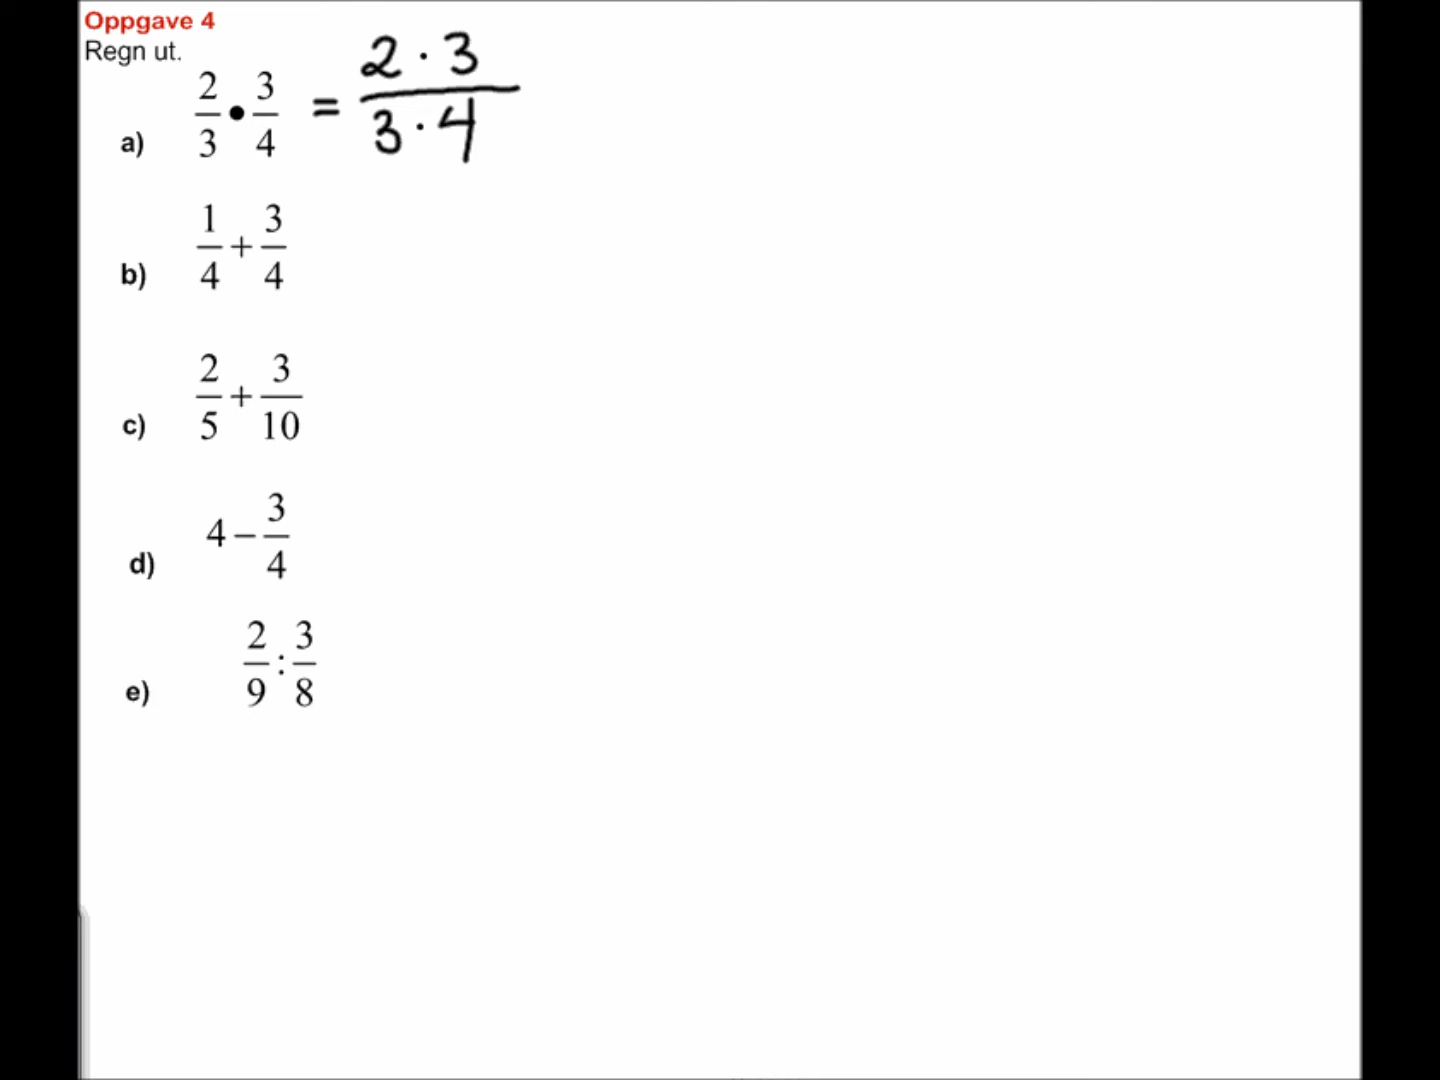 Oppgave 4
Regn ut.
a) 2/3 • 3/4 = 2 · 3 / 3 · 4
b) 1/4 + 3/4
c) 2/5 + 3/10
d) 4 − 3/4
e) 2/9 : 3/8